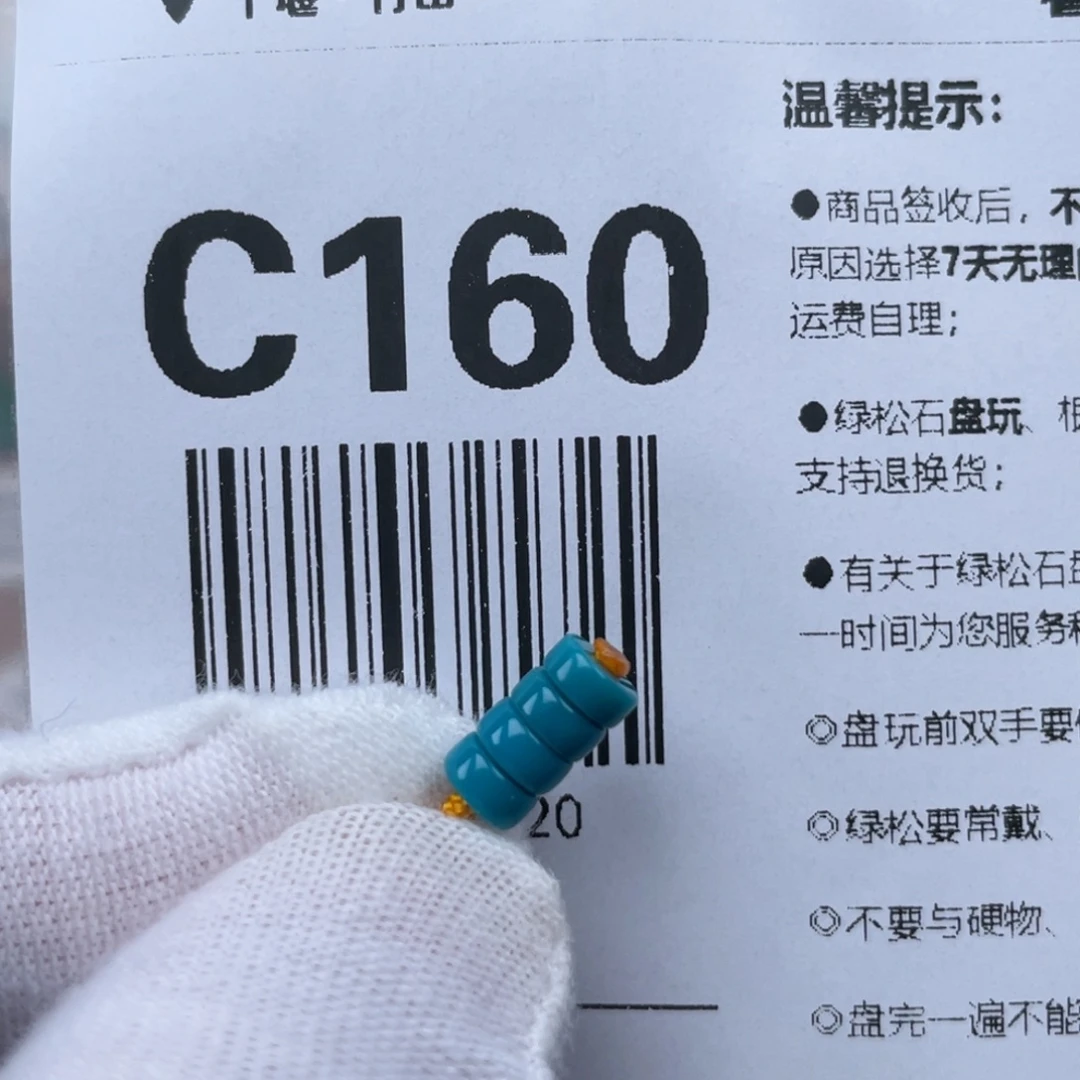 温馨提示：
C160
●商品签收后，不
原因选择7天无理
运费自理；
●绿松石盘玩、
支持退换货；
●有关于绿松石
一时间为您服务
◎盘玩前双手要
20
◎绿松要常戴、
◎不要与硬物、
◎盘完一遍不能